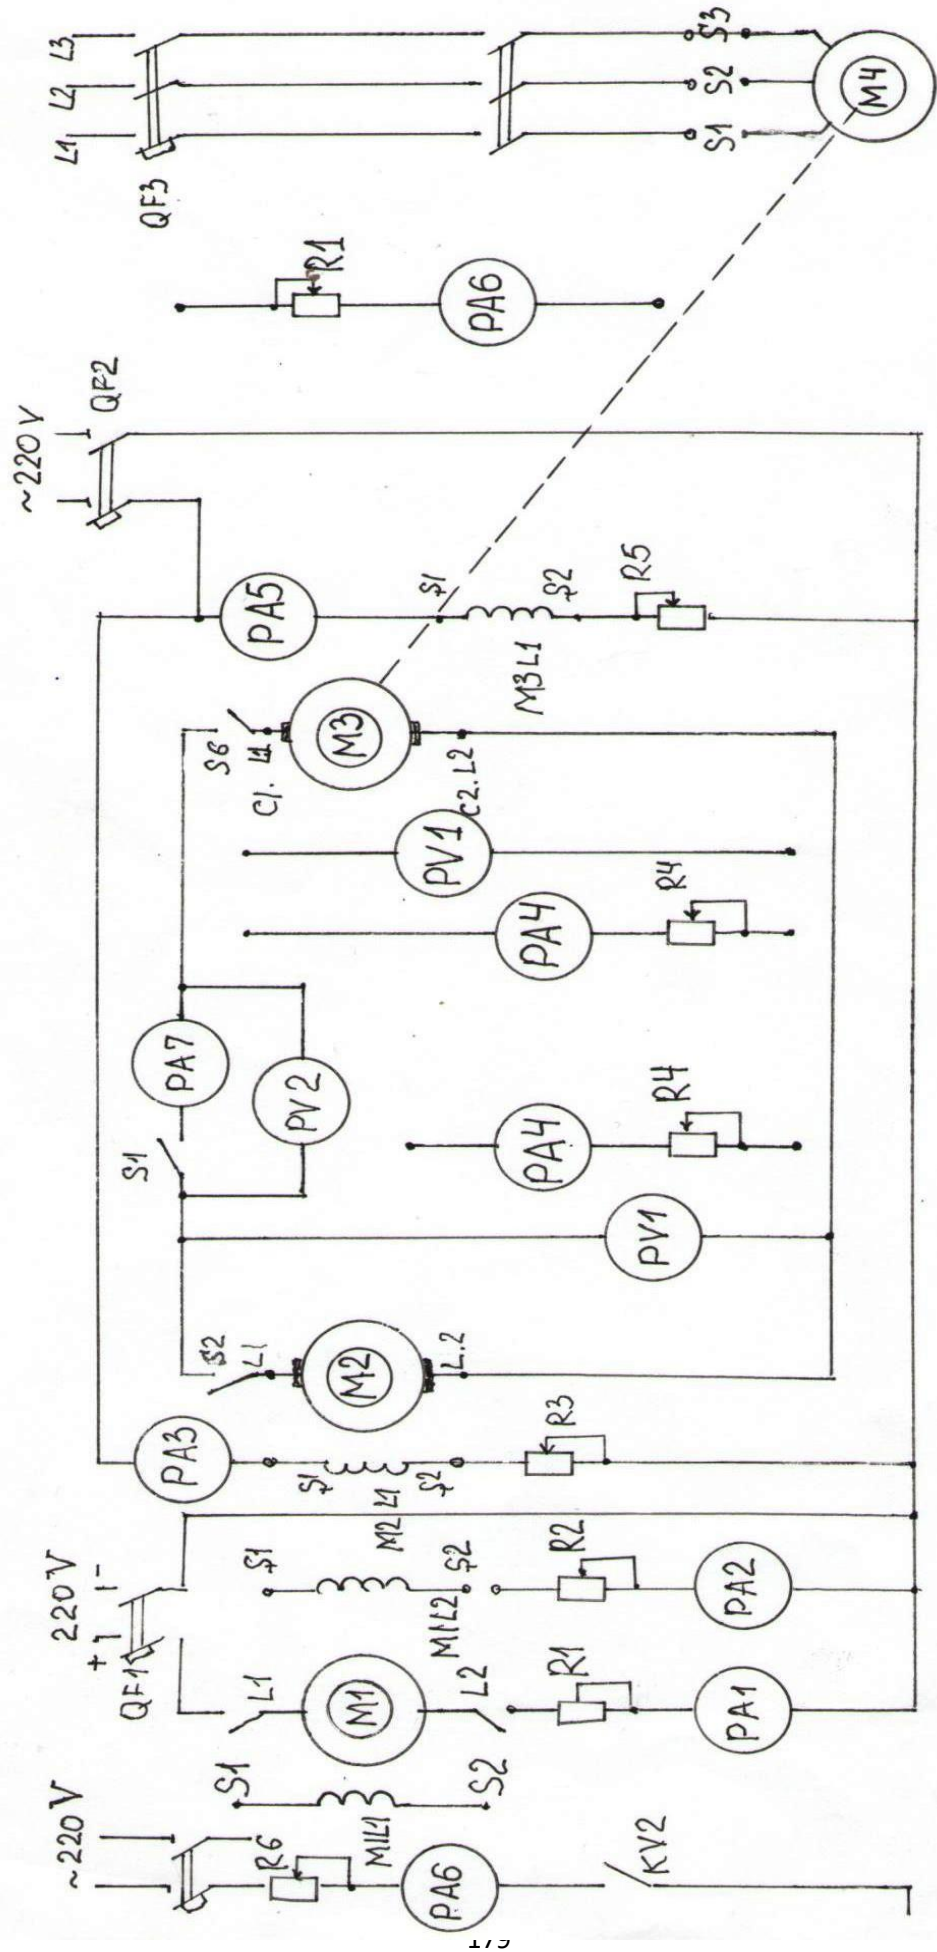 ~220V
R6
PA6
KV2
S1
M1L1
S2
220V
+ -
QF1
L1
M1
L2
R1
PA1
S1
M1L2
S2
R2
PA2
PA3
S1
M2L1
S2
R3
S2
L1
M2
L.2
S1
PA7
PV2
PV1
PA4
R4
PA4
R4
PV1
S6
C1. L1
M3
C2. L2
~220V
QF2
PA5
S1
M3L1
S2
R5
R1
PA6
L1
L2
L3
QF3
S1
S2
S3
M4
179